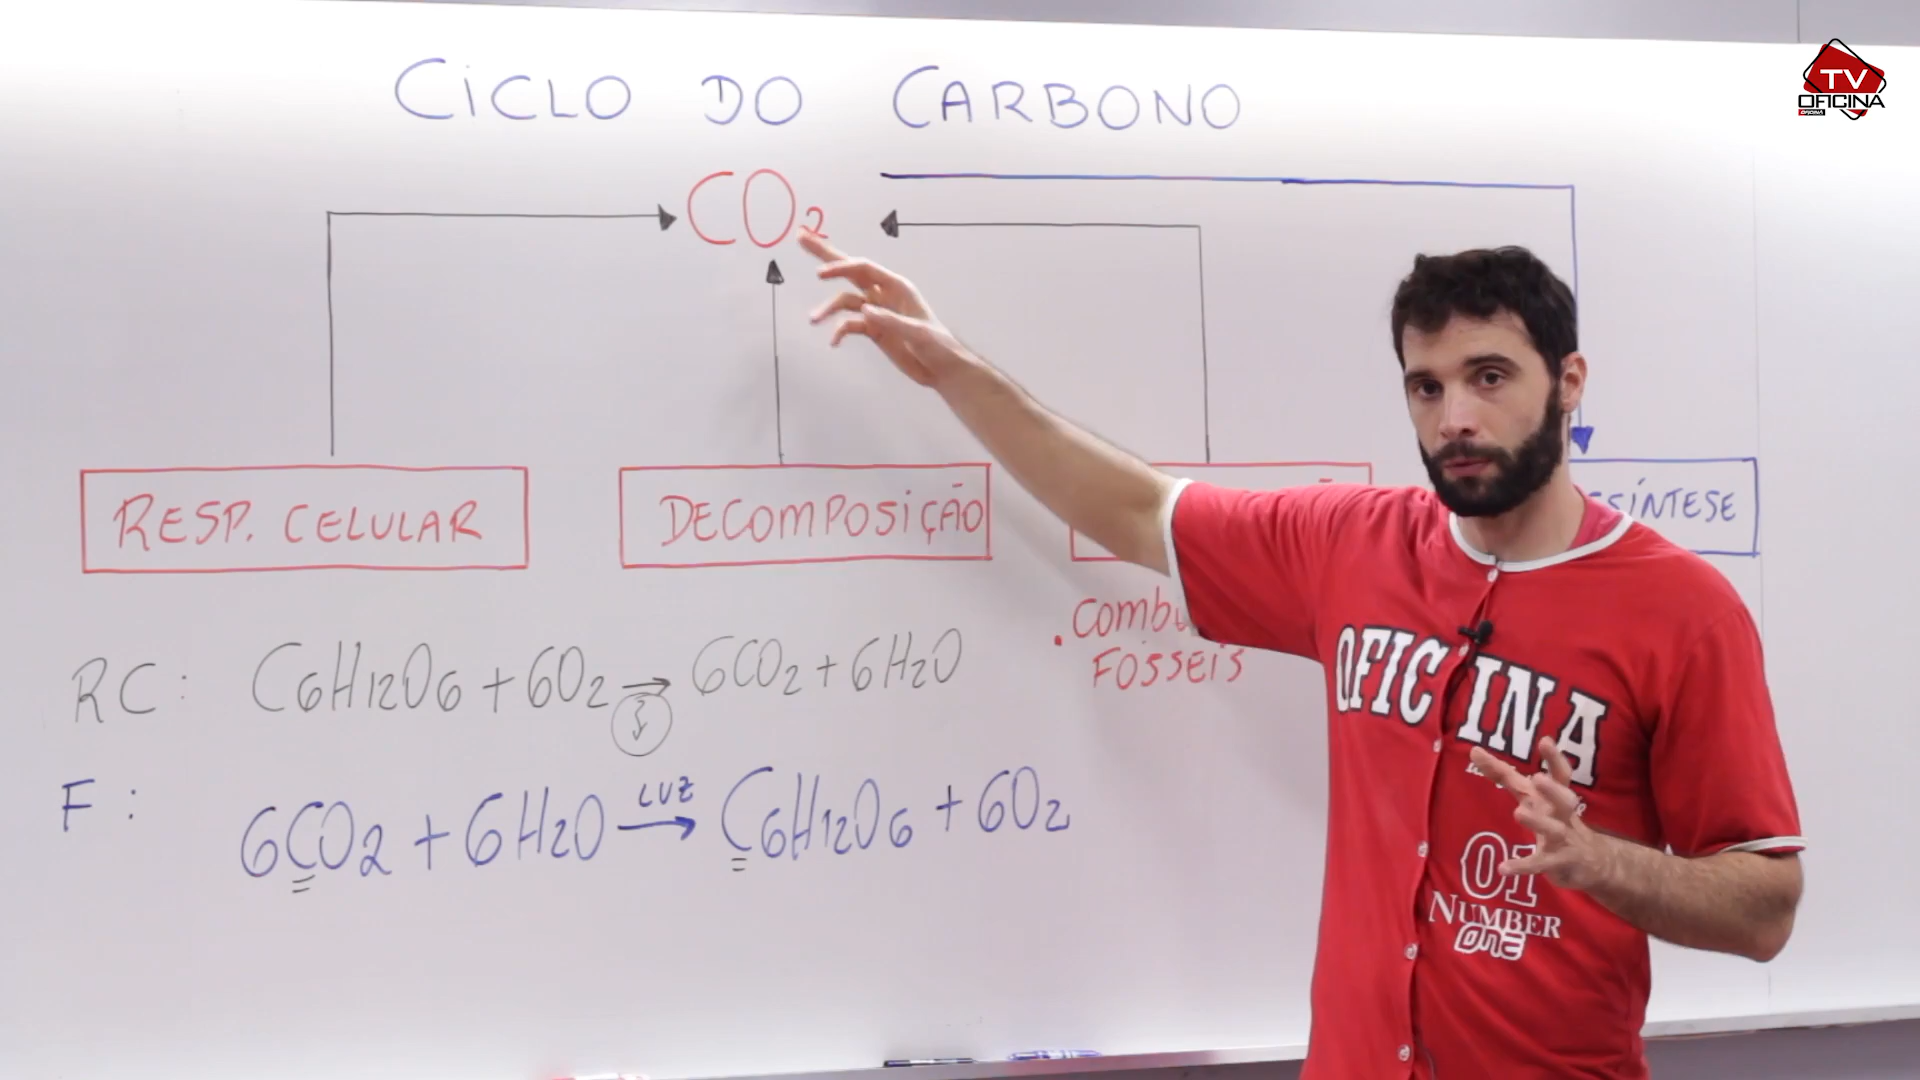 CICLO DO CARBONO
TV
OFICINA
OFICINA
CO2
RESP. CELULAR
DECOMPOSIÇÃO
RC: C6H12O6 + 6O2 → 6CO2 + 6H2O
FÓSSEIS
F: 6CO2 + 6H2O LUZ → C6H12O6 + 6O2
OFICINA
01
NUMBER
ONE